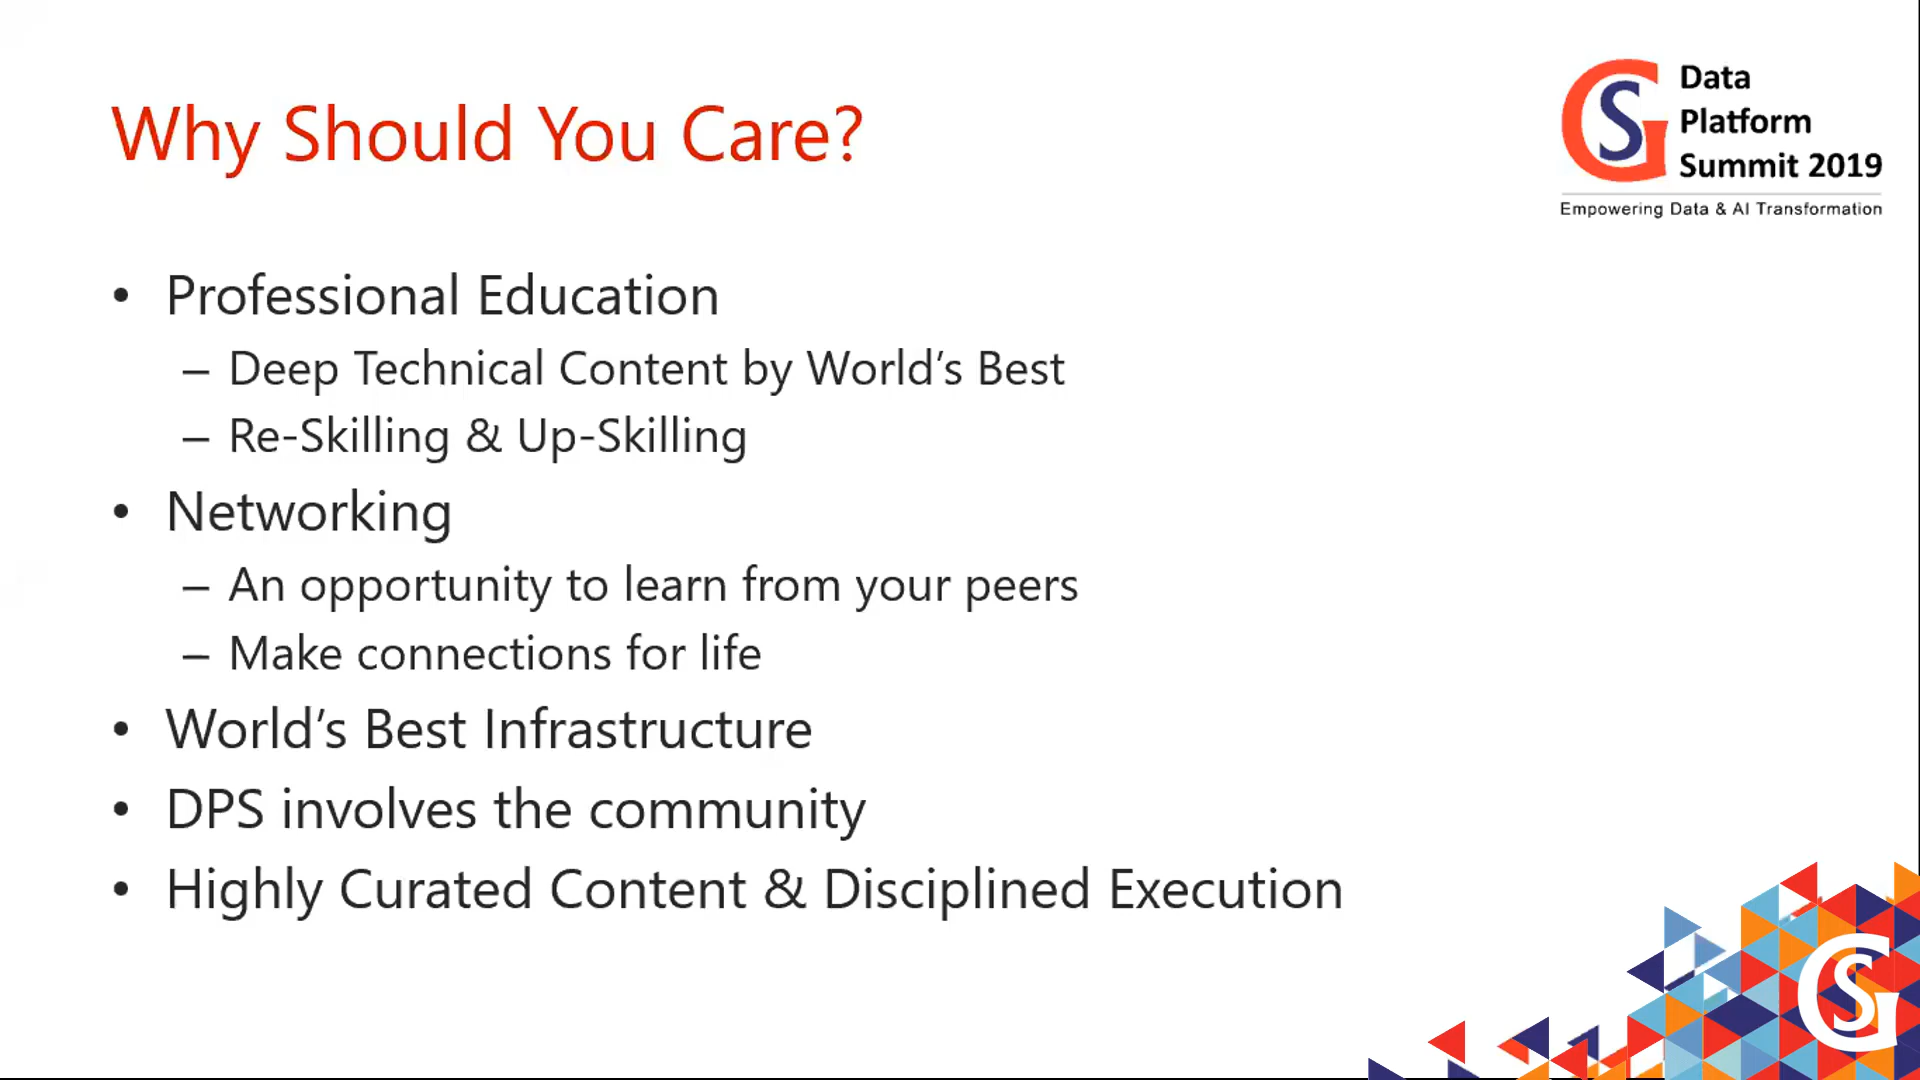 Why Should You Care?
GS
Data
Platform
Summit 2019
Empowering Data & AI Transformation
• Professional Education
– Deep Technical Content by World’s Best
– Re-Skilling & Up-Skilling
• Networking
– An opportunity to learn from your peers
– Make connections for life
• World’s Best Infrastructure
• DPS involves the community
• Highly Curated Content & Disciplined Execution
GS